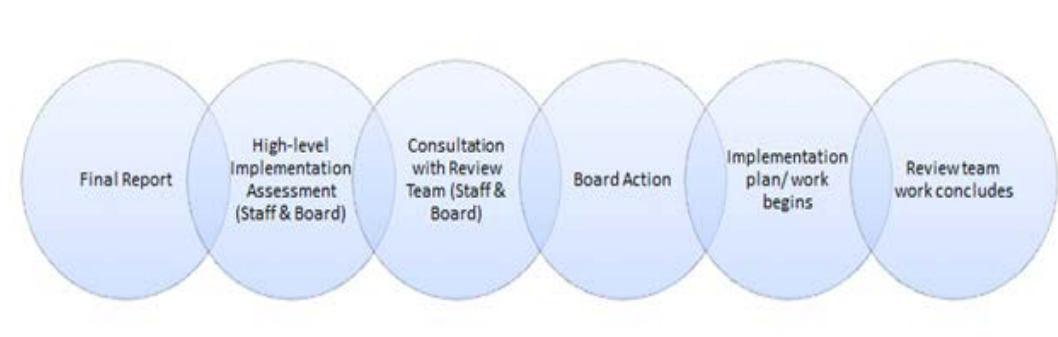 Final Report
High-level
Implementation
Assessment
(Staff & Board)
Consultation
with Review
Team (Staff &
Board)
Board Action
Implementation
plan/ work
begins
Review team
work concludes